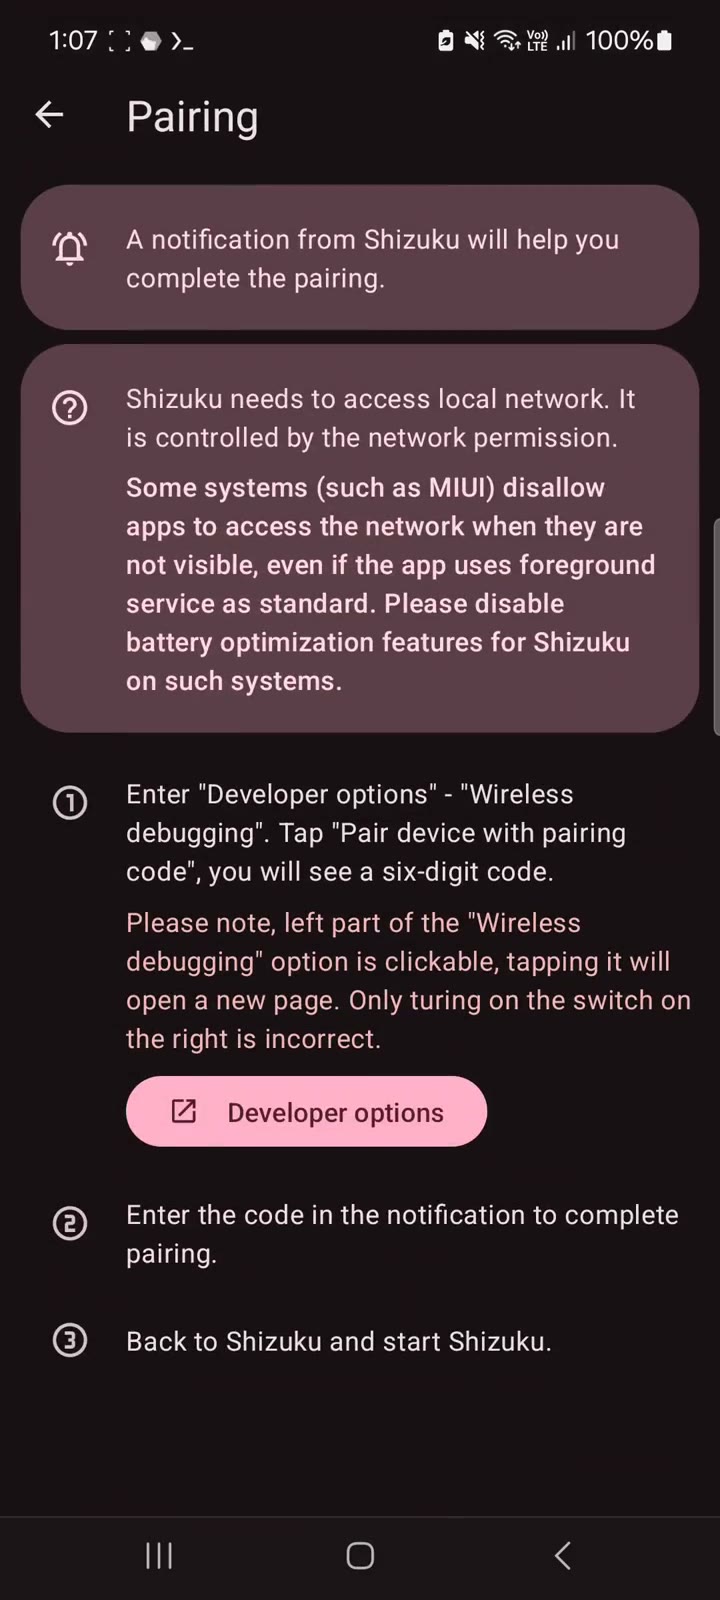 1:07
Vo))
LTE
100%
Pairing
A notification from Shizuku will help you
complete the pairing.
Shizuku needs to access local network. It
is controlled by the network permission.
Some systems (such as MIUI) disallow
apps to access the network when they are
not visible, even if the app uses foreground
service as standard. Please disable
battery optimization features for Shizuku
on such systems.
1
Enter "Developer options" - "Wireless
debugging". Tap "Pair device with pairing
code", you will see a six-digit code.
Please note, left part of the "Wireless
debugging" option is clickable, tapping it will
open a new page. Only turing on the switch on
the right is incorrect.
Developer options
2
Enter the code in the notification to complete
pairing.
3
Back to Shizuku and start Shizuku.